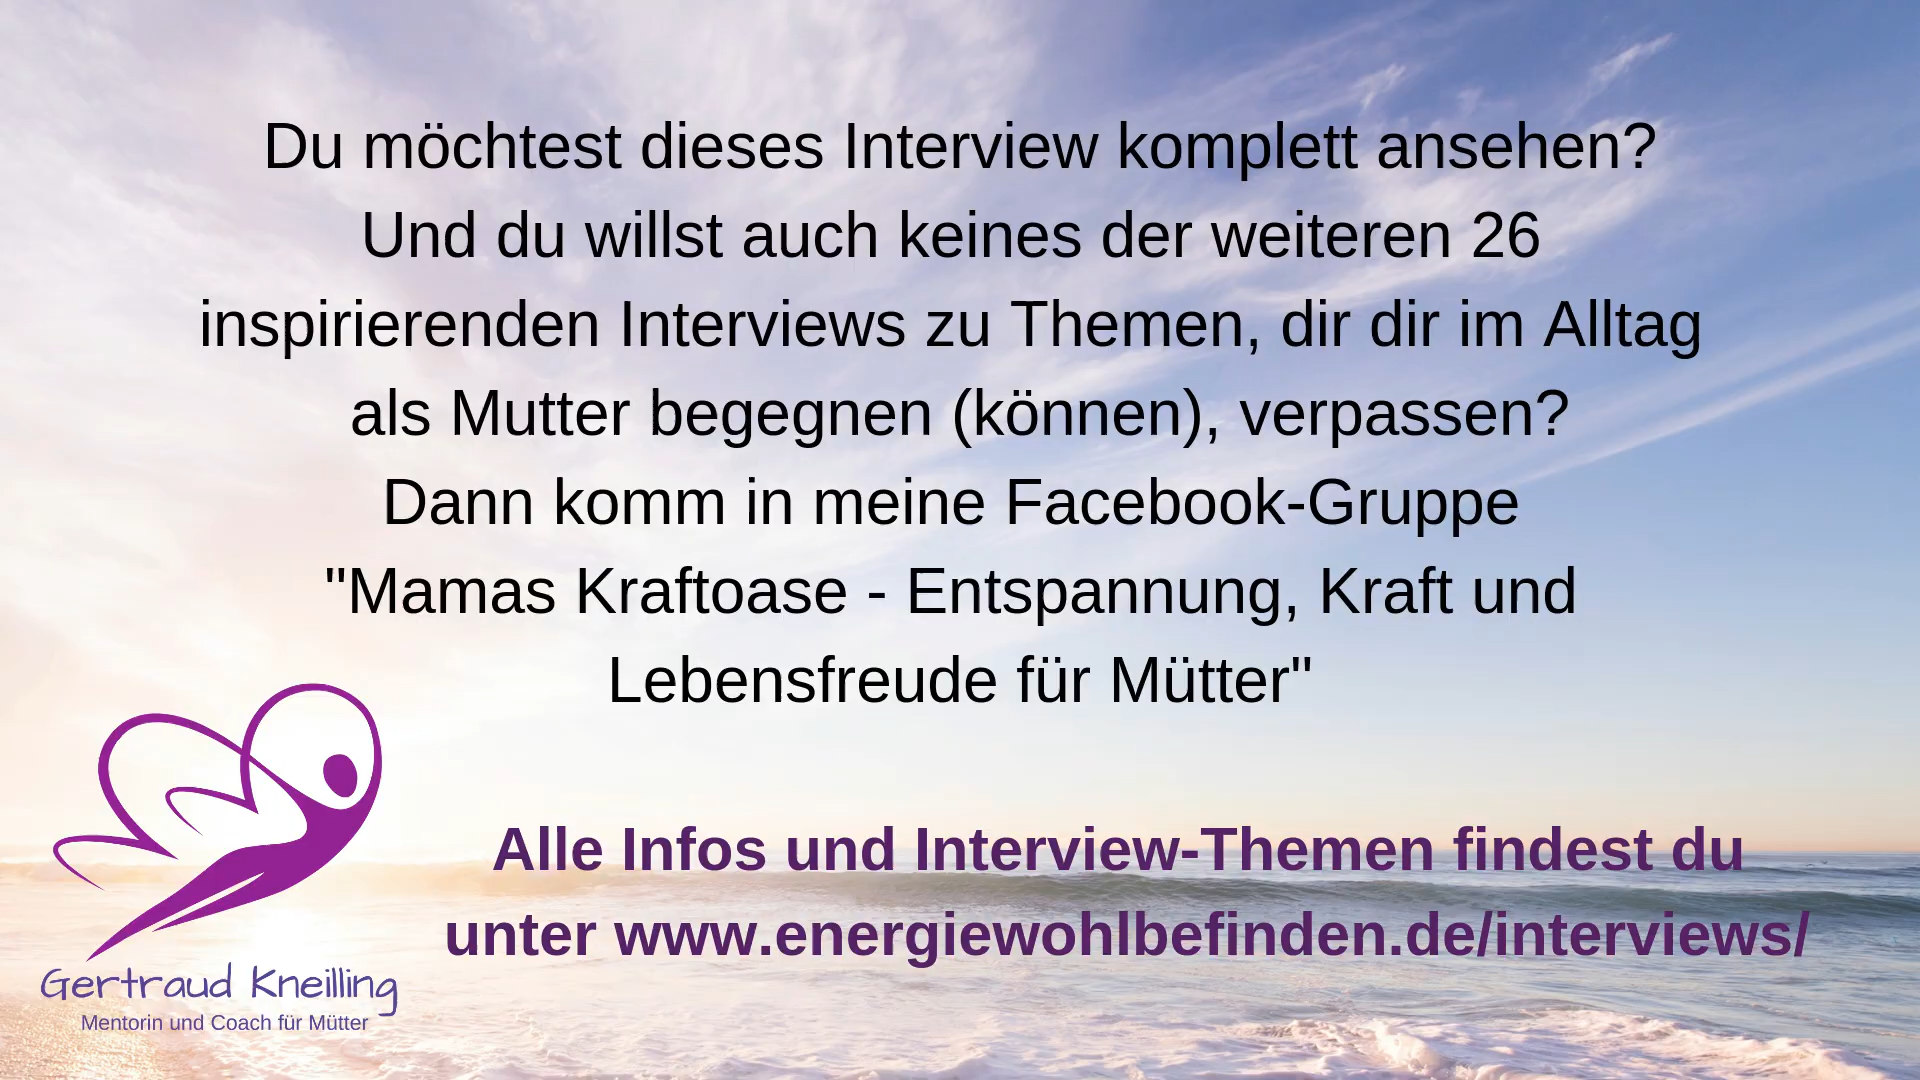 Du möchtest dieses Interview komplett ansehen?
Und du willst auch keines der weiteren 26
inspirierenden Interviews zu Themen, dir dir im Alltag
als Mutter begegnen (können), verpassen?
Dann komm in meine Facebook-Gruppe
"Mamas Kraftoase - Entspannung, Kraft und
Lebensfreude für Mütter"
Alle Infos und Interview-Themen findest du
unter www.energiewohlbefinden.de/interviews/
Gertraud Kneilling
Mentorin und Coach für Mütter